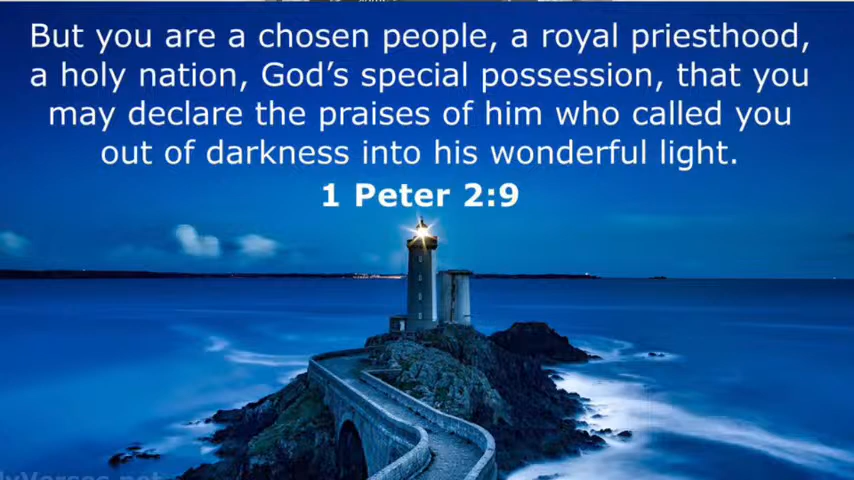 But you are a chosen people, a royal priesthood,
a holy nation, God’s special possession, that you
may declare the praises of him who called you
out of darkness into his wonderful light.
1 Peter 2:9